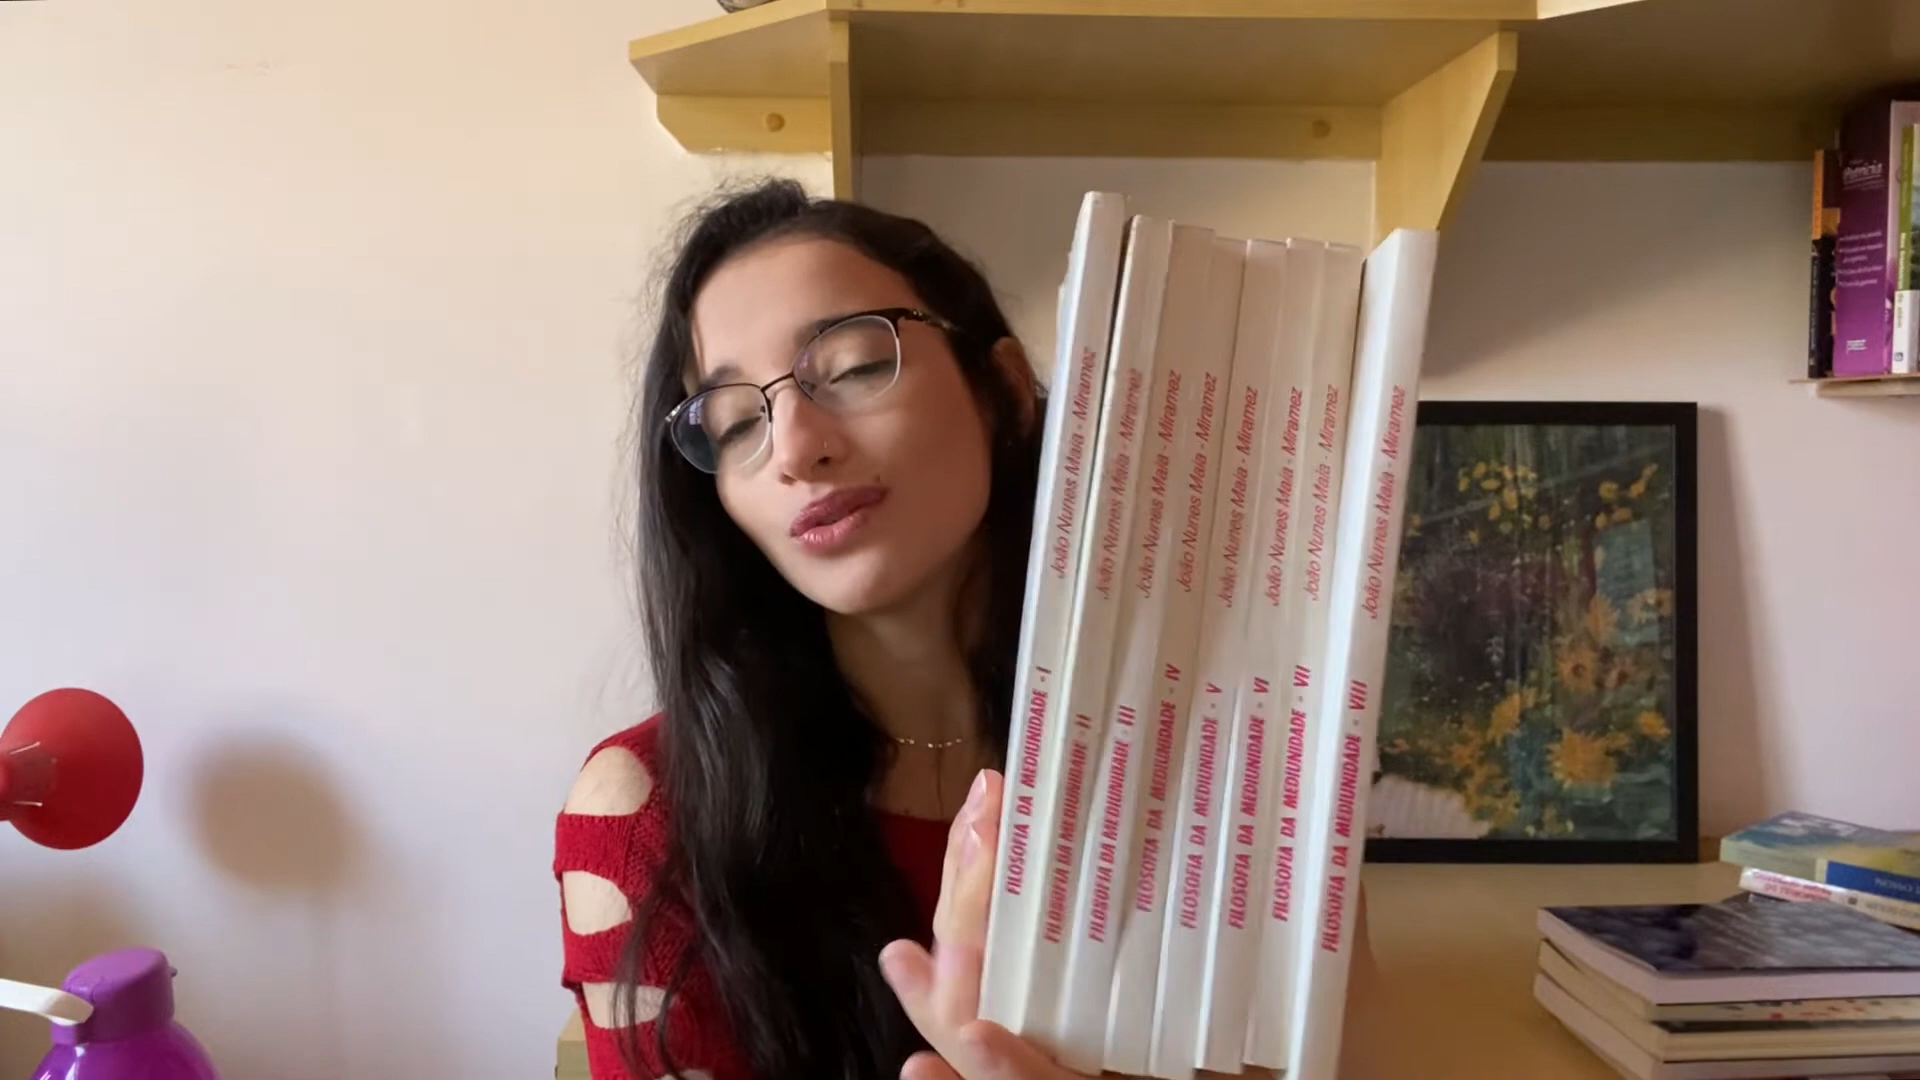 FILOSOFIA DA MEDIUNIDADE - I João Nunes Maia - Miramez
FILOSOFIA DA MEDIUNIDADE - II João Nunes Maia - Miramez
FILOSOFIA DA MEDIUNIDADE - III João Nunes Maia - Miramez
FILOSOFIA DA MEDIUNIDADE - IV João Nunes Maia - Miramez
FILOSOFIA DA MEDIUNIDADE - V João Nunes Maia - Miramez
FILOSOFIA DA MEDIUNIDADE - VI João Nunes Maia - Miramez
FILOSOFIA DA MEDIUNIDADE - VII João Nunes Maia - Miramez
FILOSOFIA DA MEDIUNIDADE - VIII João Nunes Maia - Miramez
Patrícia
NOSSO